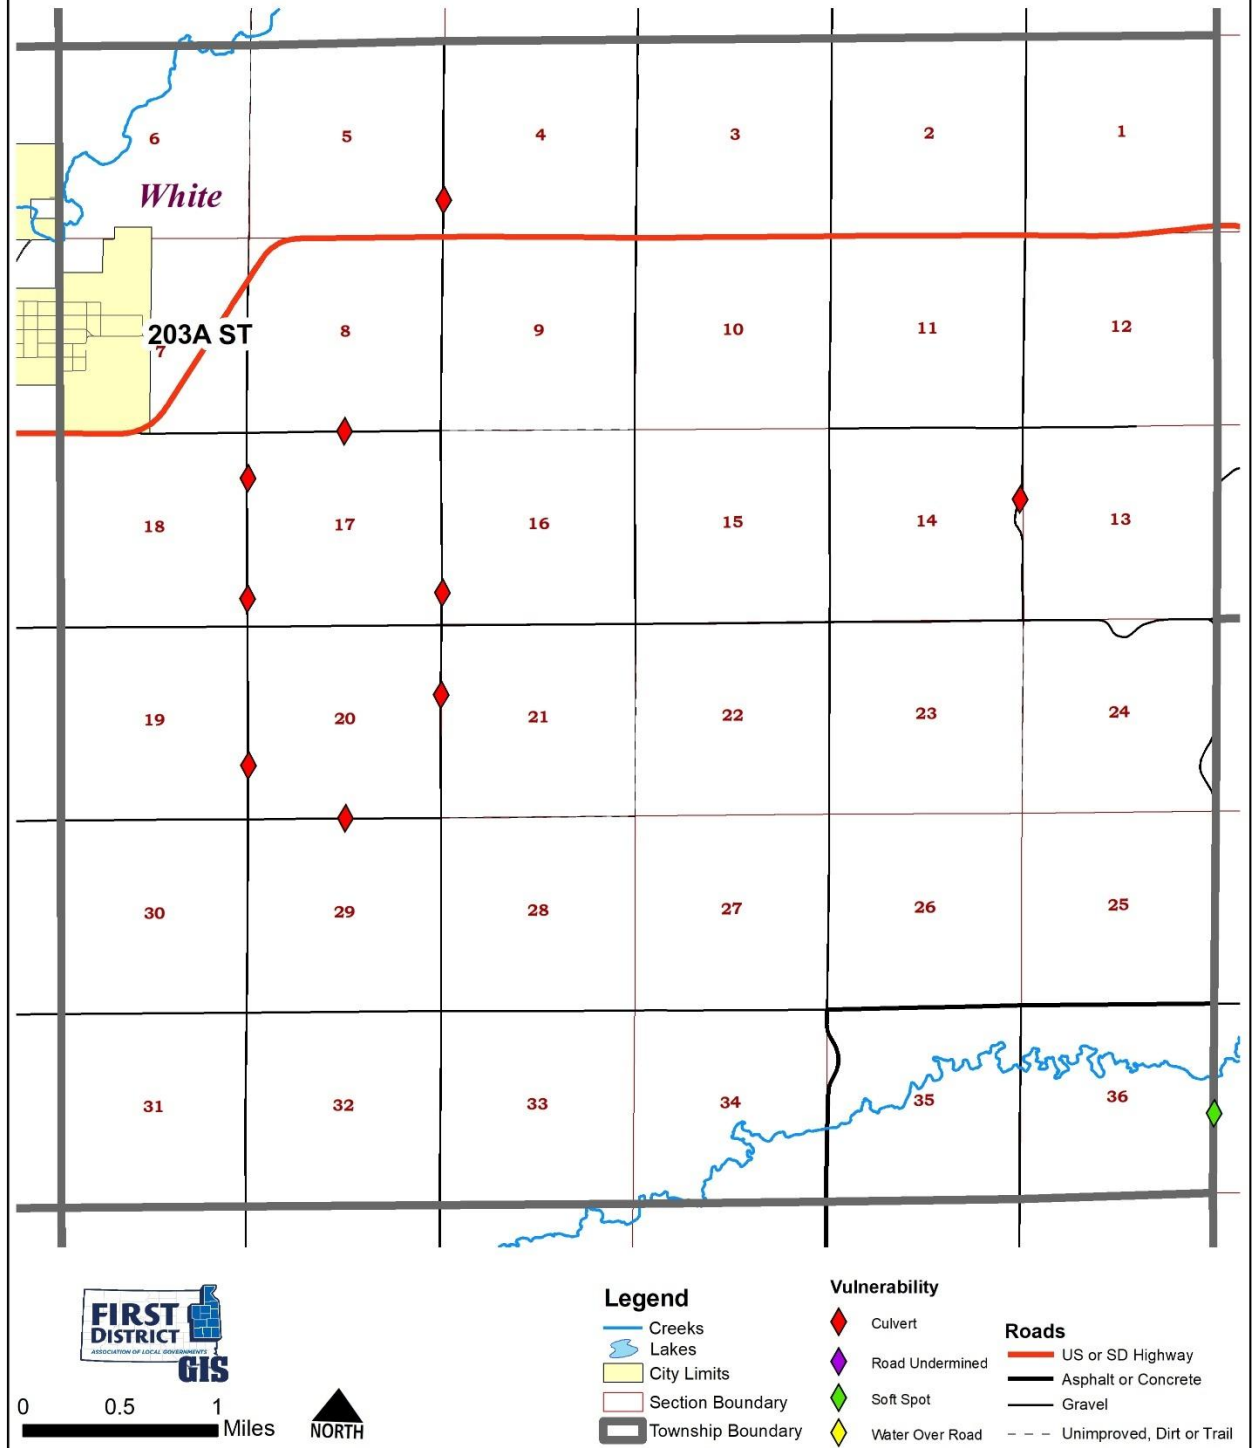 6
5
4
3
2
1
White
203A ST
7
8
9
10
11
12
18
17
16
15
14
13
19
20
21
22
23
24
30
29
28
27
26
25
31
32
33
34
35
36
FIRST
DISTRICT
ASSOCIATION OF LOCAL GOVERNMENTS
GIS
0 0.5 1
Miles
NORTH
Legend
Creeks
Lakes
City Limits
Section Boundary
Township Boundary
Vulnerability
Culvert
Road Undermined
Soft Spot
Water Over Road
Roads
US or SD Highway
Asphalt or Concrete
Gravel
Unimproved, Dirt or Trail